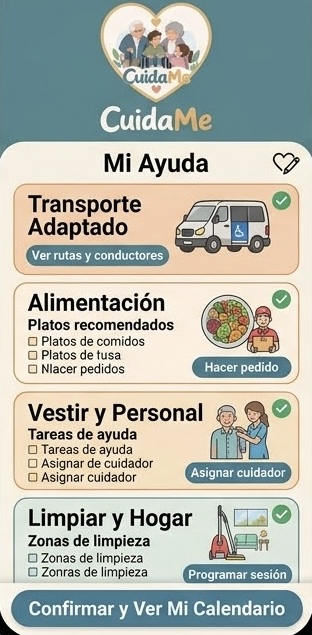 CuidaMe
CuidaMe
Mi Ayuda
Transporte
Adaptado
Ver rutas y conductores
Alimentación
Platos recomendados
Platos de comidos
Platos de tusa
Nlacer pedidos
Hacer pedido
Vestir y Personal
Tareas de ayuda
Tareas de ayuda
Asignar de cuidador
Asignar cuidador
Asignar cuidador
Limpiar y Hogar
Zonas de limpieza
Zonas de limpieza
Zonras de limpieza
Programar sesión
Confirmar y Ver Mi Calendario